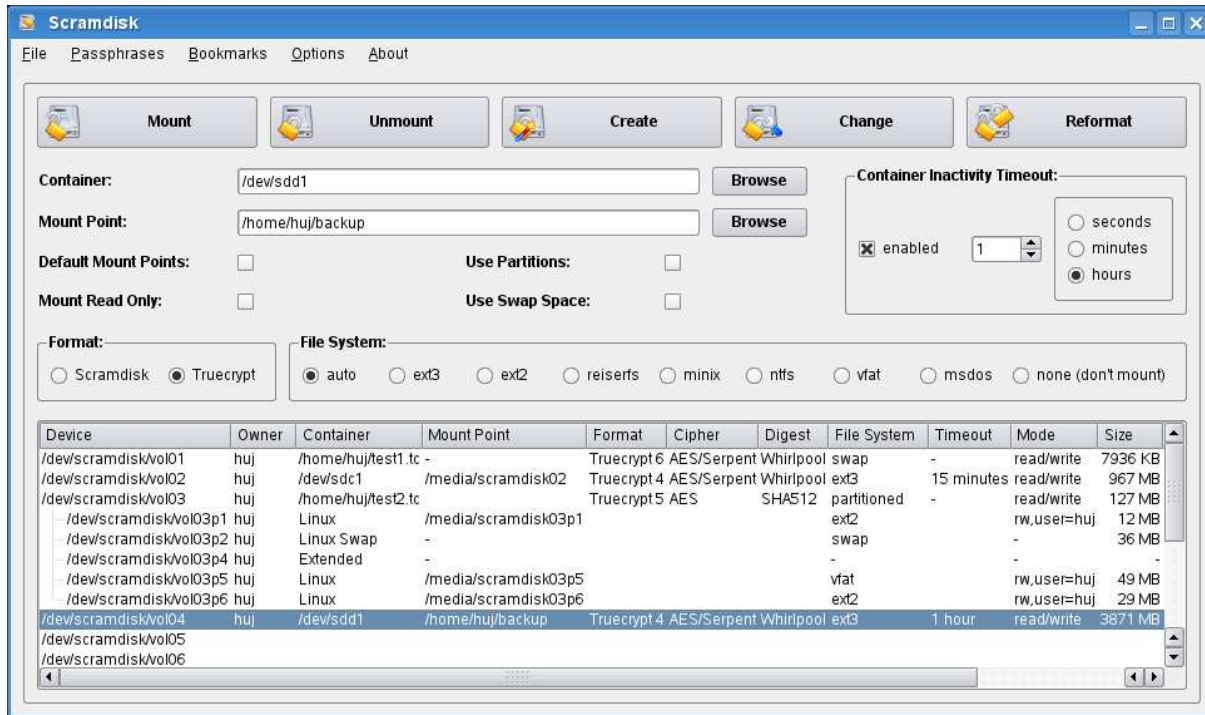 Scramdisk
File Passphrases Bookmarks Options About
Mount Unmount Create Change Reformat
Container: /dev/sdd1 Browse
Container Inactivity Timeout:
Mount Point: /home/huj/backup Browse
enabled 1 seconds minutes hours
Default Mount Points: Use Partitions:
Mount Read Only: Use Swap Space:
Format: File System:
Scramdisk Truecrypt auto ext3 ext2 reiserfs minix ntfs vfat msdos none (don't mount)
Device Owner Container Mount Point Format Cipher Digest File System Timeout Mode Size
/dev/scramdisk/vol01 huj /home/huj/test1.tc - Truecrypt 6 AES/Serpent Whirlpool swap - read/write 7936 KB
/dev/scramdisk/vol02 huj /dev/sdc1 /media/scramdisk02 Truecrypt 4 AES/Serpent Whirlpool ext3 15 minutes read/write 967 MB
/dev/scramdisk/vol03 huj /home/huj/test2.tc Truecrypt 5 AES SHA512 partitioned - read/write 127 MB
/dev/scramdisk/vol03p1 huj Linux /media/scramdisk03p1 ext2 rw,user=huj 12 MB
/dev/scramdisk/vol03p2 huj Linux Swap - swap - 36 MB
/dev/scramdisk/vol03p4 huj Extended - - - -
/dev/scramdisk/vol03p5 huj Linux /media/scramdisk03p5 vfat rw,user=huj 49 MB
/dev/scramdisk/vol03p6 huj Linux /media/scramdisk03p6 ext2 rw,user=huj 29 MB
/dev/scramdisk/vol04 huj /dev/sdd1 /home/huj/backup Truecrypt 4 AES/Serpent Whirlpool ext3 1 hour read/write 3871 MB
/dev/scramdisk/vol05
/dev/scramdisk/vol06